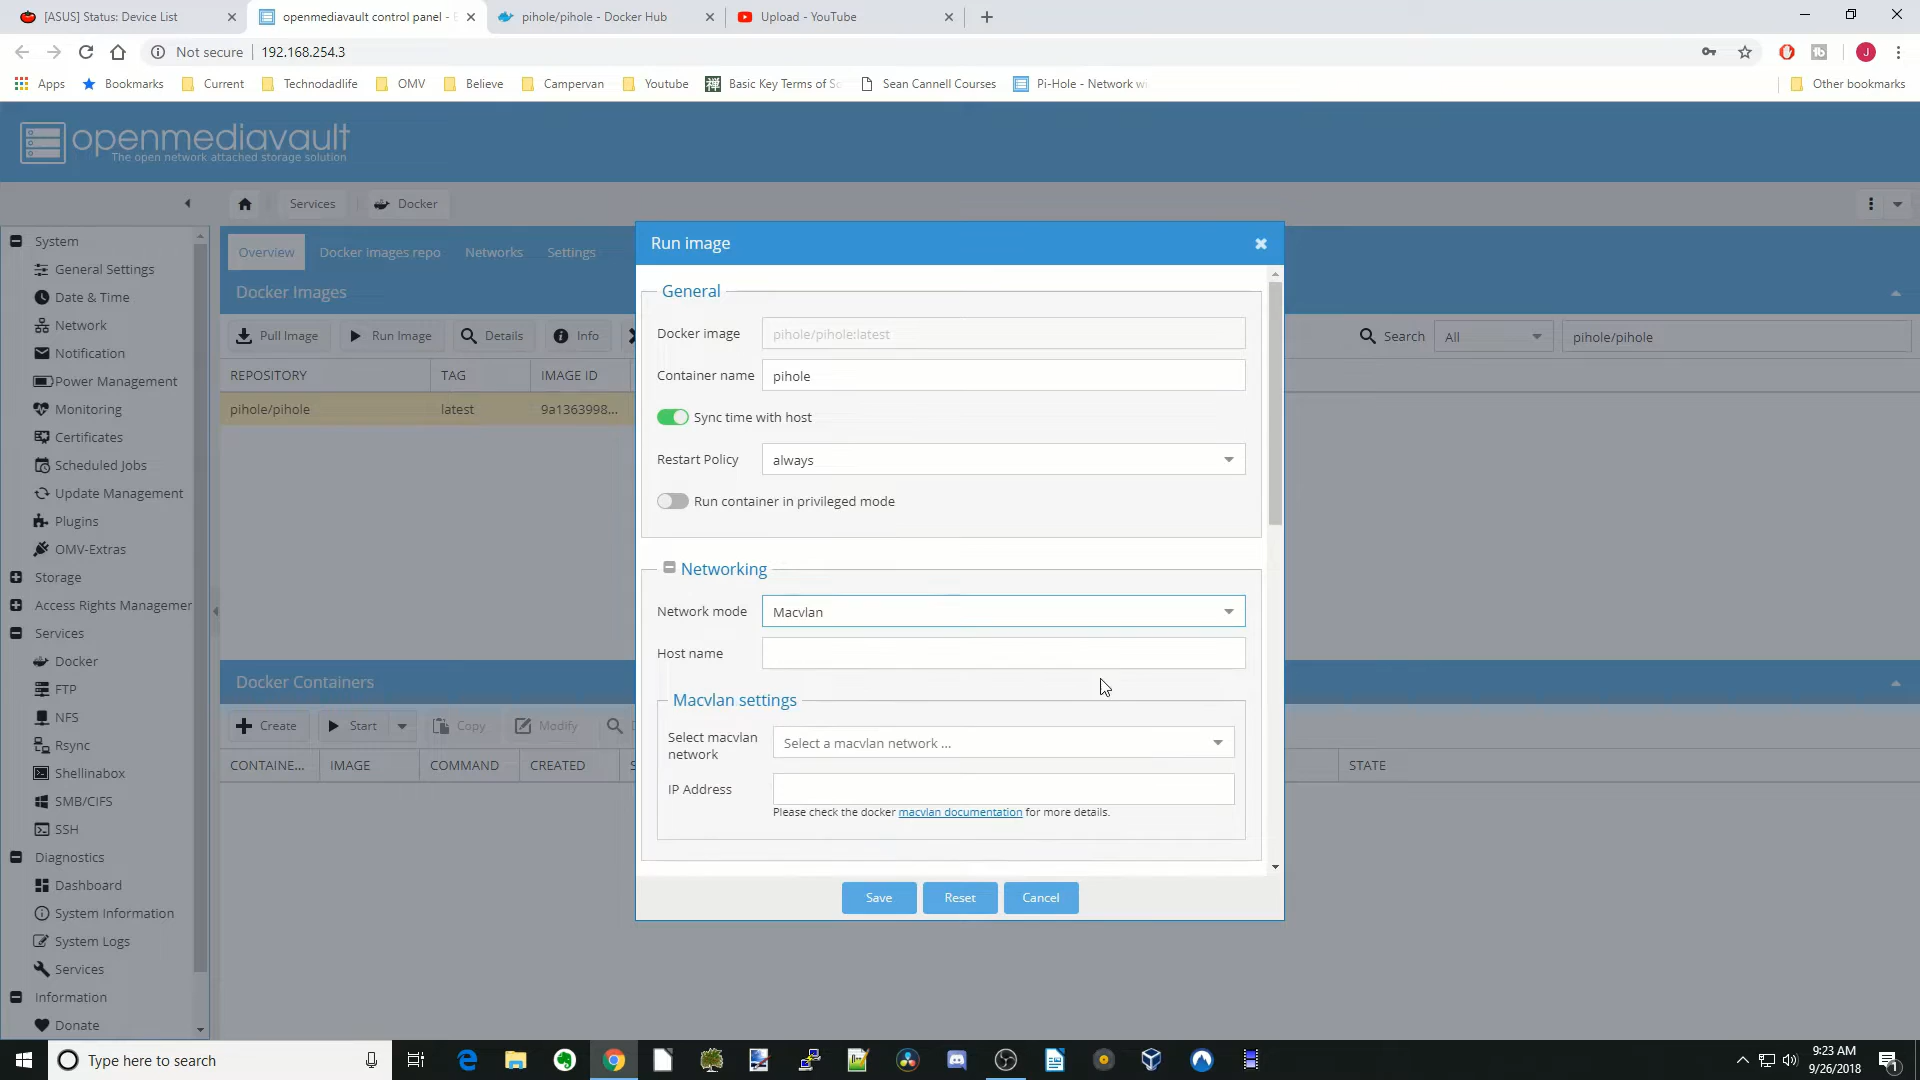 [ASUS] Status: Device List
openmediavault control panel -
pihole/pihole - Docker Hub
Upload - YouTube
Not secure
192.168.254.3
Apps
Bookmarks
Current
Technodadlife
OMV
Believe
Campervan
Youtube
Basic Key Terms of
Sean Cannell Courses
Pi-Hole - Network
Other bookmarks
openmediavault
The open network attached storage solution
Services
Docker
System
General Settings
Date & Time
Network
Notification
Power Management
Monitoring
Certificates
Scheduled Jobs
Update Management
Plugins
OMV-Extras
Storage
Access Rights Managemen
Services
Docker
FTP
NFS
Rsync
Shellinabox
SMB/CIFS
SSH
Diagnostics
Dashboard
System Information
System Logs
Services
Information
Donate
Overview
Docker images repo
Networks
Settings
Docker Images
Pull Image
Run Image
Details
Info
Search
All
pihole/pihole
REPOSITORY
TAG
IMAGE ID
pihole/pihole
latest
9a1363998...
Docker Containers
Create
Start
Copy
Modify
CONTAINE...
IMAGE
COMMAND
CREATED
STATE
Run image
General
Docker image
pihole/pihole:latest
Container name
pihole
Sync time with host
Restart Policy
always
Run container in privileged mode
Networking
Network mode
Macvlan
Host name
Macvlan settings
Select macvlan
network
Select a macvlan network ...
IP Address
Please check the docker macvlan documentation for more details.
Save
Reset
Cancel
Type here to search
9:23 AM
9/26/2018